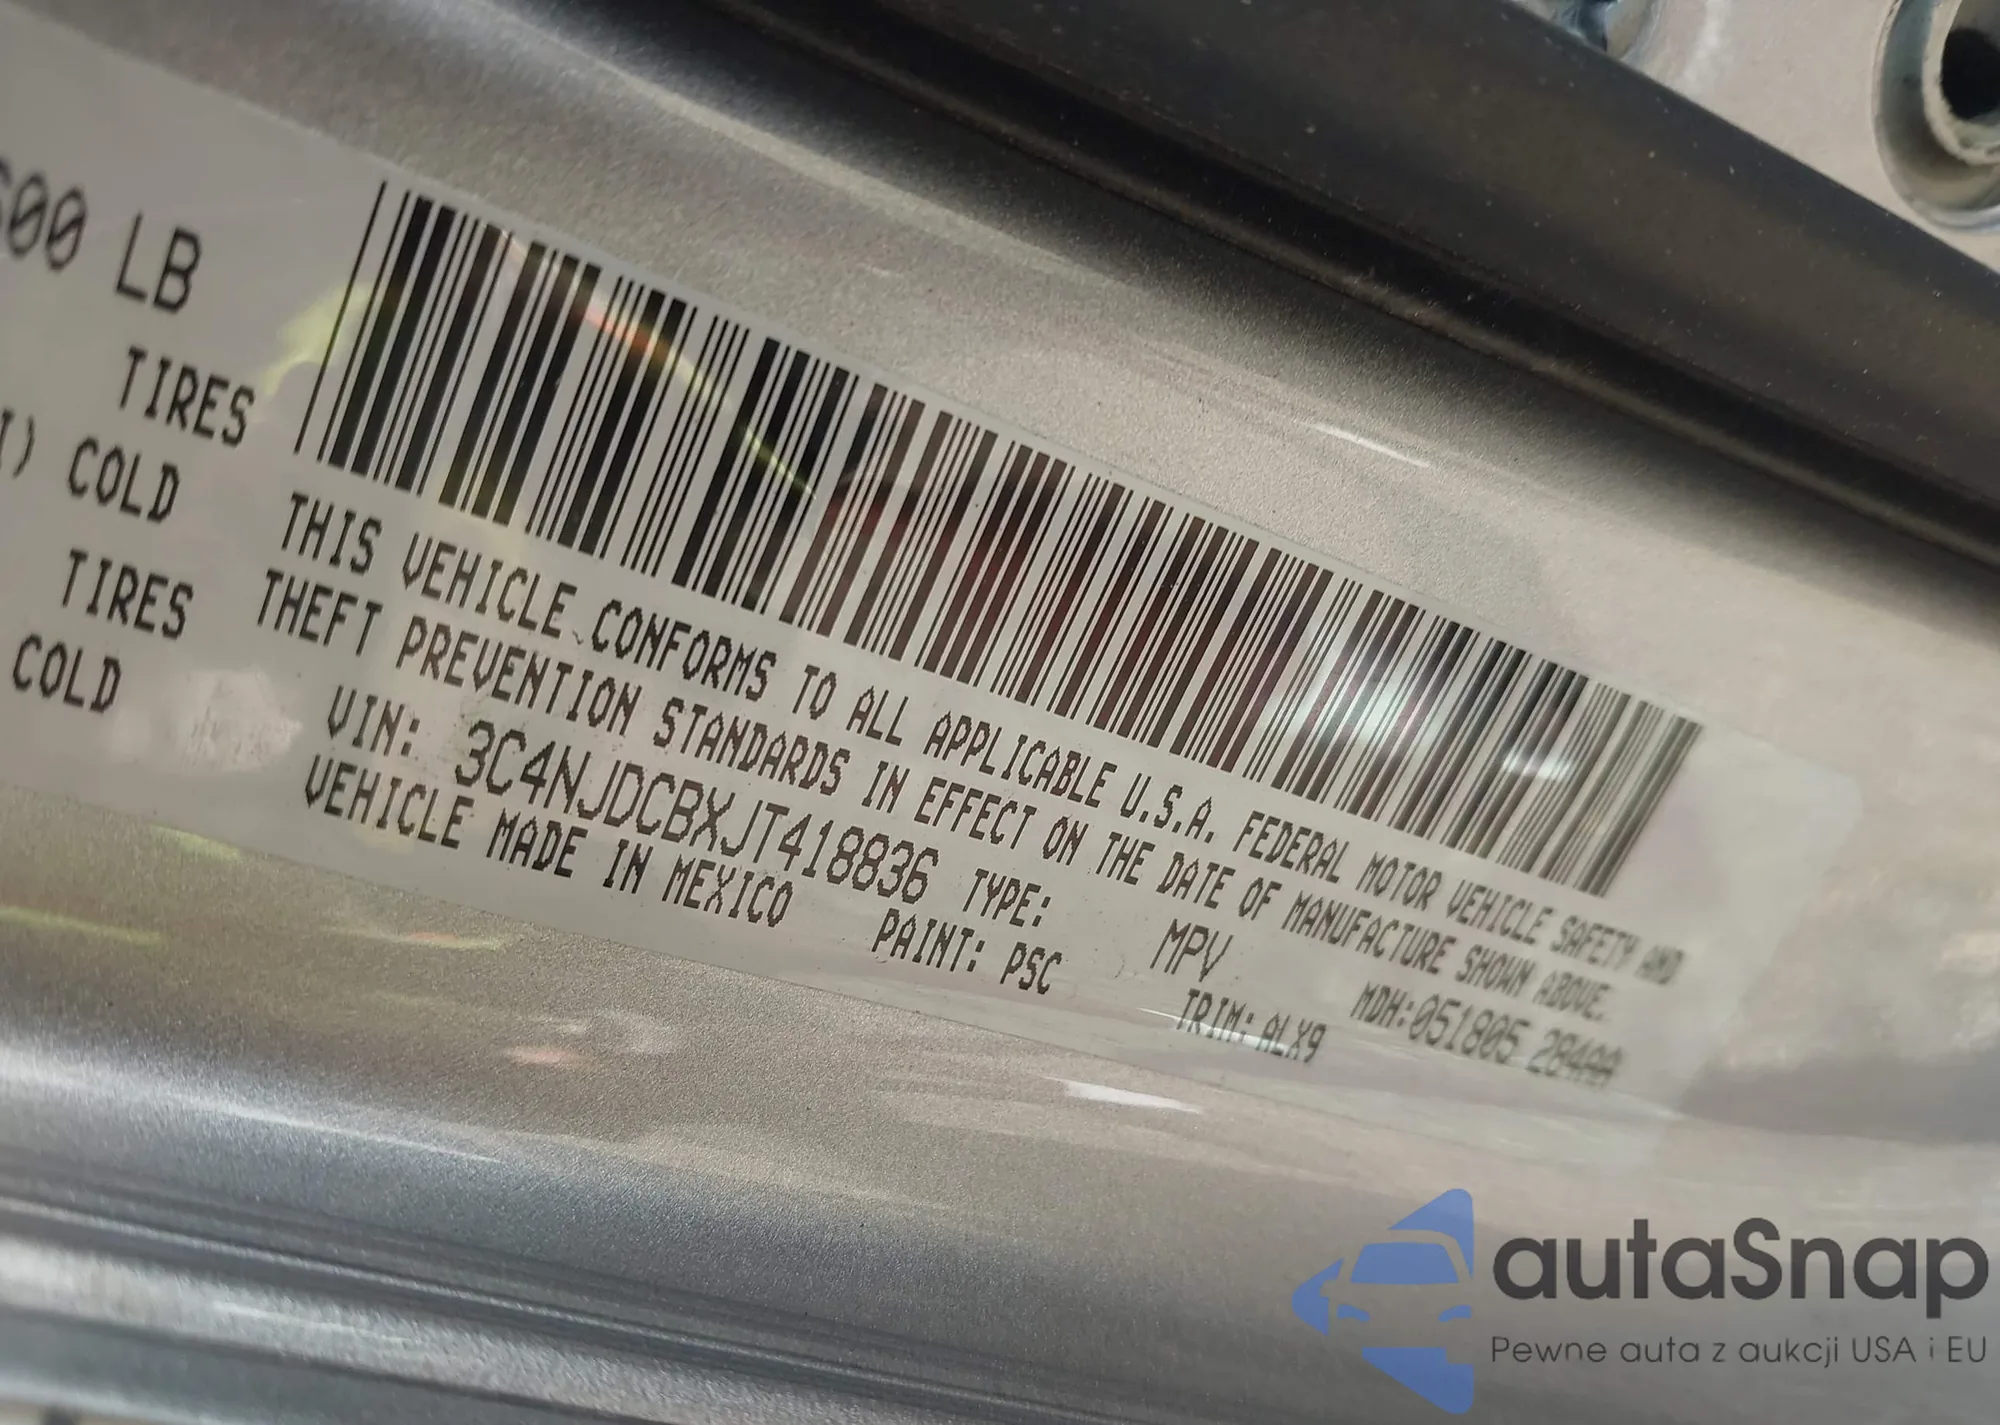 600 LB
TIRES
I) COLD
TIRES
COLD
THIS VEHICLE CONFORMS TO ALL APPLICABLE U.S.A. FEDERAL MOTOR VEHICLE SAFETY AND
THEFT PREVENTION STANDARDS IN EFFECT ON THE DATE OF MANUFACTURE SHOWN ABOVE.
VIN: 3C4NJDCBXJT418836 TYPE: MPV MDH:051805 284AA
VEHICLE MADE IN MEXICO PAINT: PSC TRIM: ALX9
autaSnap
Pewne auta z aukcji USA i EU